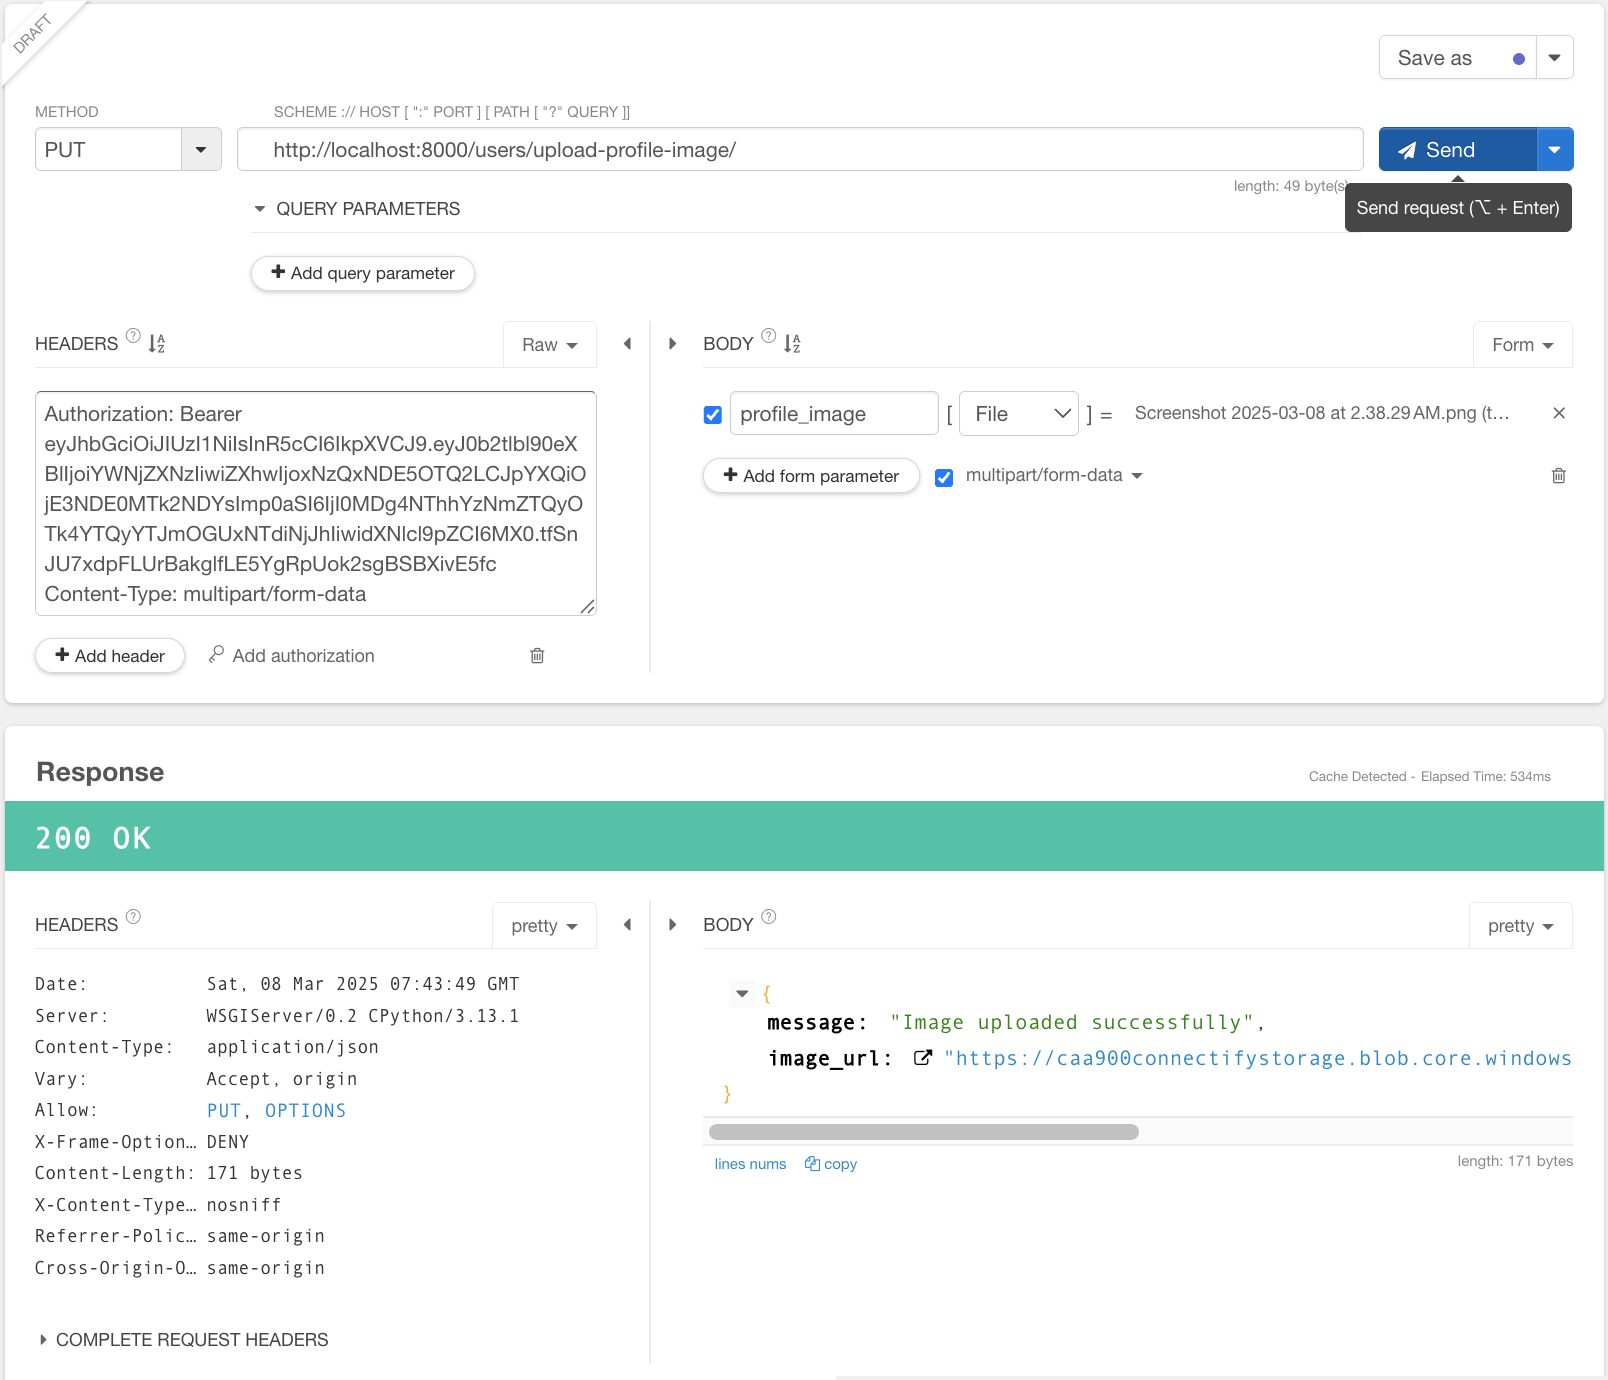 DRAFT
Save as
METHOD
SCHEME :// HOST [ ":" PORT ] [ PATH [ "?" QUERY ]]
PUT
http://localhost:8000/users/upload-profile-image/
Send
length: 49 byte(s)
Send request (⌥ + Enter)
QUERY PARAMETERS
+ Add query parameter
HEADERS ?
Raw
BODY ?
Form
Authorization: Bearer
eyJhbGciOiJIUzI1NiIsInR5cCI6IkpXVCJ9.eyJ0b2tlbl90eX
BlIjoiYWNjZXNzIiwiZXhwIjoxNzQxNDE5OTQ2LCJpYXQiO
jE3NDE0MTk2NDYsImp0aSI6IjI0MDg4NThhYzNmZTQyO
Tk4YTQyYTJmOGUxNTdiNjJhIiwidXNlcl9pZCI6MX0.tfSn
JU7xdpFLUrBakglfLE5YgRpUok2sgBSBXivE5fc
Content-Type: multipart/form-data
profile_image [ File ] = Screenshot 2025-03-08 at 2.38.29 AM.png (t…
+ Add form parameter
multipart/form-data
+ Add header
Add authorization
Response
Cache Detected - Elapsed Time: 534ms
200 OK
HEADERS ?
pretty
BODY ?
pretty
Date: Sat, 08 Mar 2025 07:43:49 GMT
Server: WSGIServer/0.2 CPython/3.13.1
Content-Type: application/json
Vary: Accept, origin
Allow: PUT, OPTIONS
X-Frame-Option… DENY
Content-Length: 171 bytes
X-Content-Type… nosniff
Referrer-Polic… same-origin
Cross-Origin-O… same-origin
{
message: "Image uploaded successfully",
image_url: "https://caa900connectifystorage.blob.core.windows
}
lines nums
copy
length: 171 bytes
COMPLETE REQUEST HEADERS